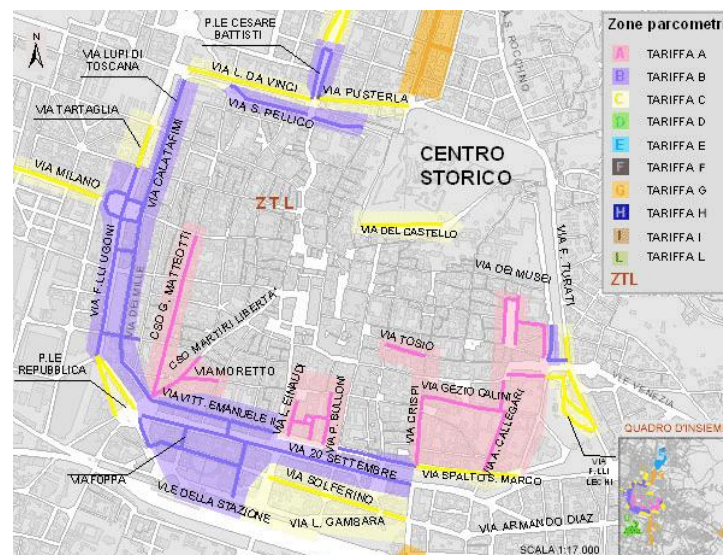 P.LE CESARE
BATTISTI
N
VIA LUPI DI
TOSCANA
VIA L. DA VINCI
VIA PUSTERLA
VIA S. PELLICO
VIA TARTAGLIA
VIA CALATAFIMI
VIA MILANO
S. ROCCHINO
CENTRO
STORICO
ZTL
VIA DEL CASTELLO
VIA F. TURATI
VIA DEI MUSEI
VIA F.LLI UGONI
VIA DEI MILLE
CSO G. MATTEOTTI
CSO MARTIRI LIBERTA'
P.LE
REPUBBLICA
VIA MORETTO
VIA TOSIO
VIA GEZIO CALINI
VIA VITT. EMANUELE II
VIA L. EINAUDI
VIA P. BULLONI
VIA CRISPI
VIA A. CALLEGARI
VLE VENEZIA
VIA 20 SETTEMBRE
VIA SPALTO S. MARCO
VIA
F.LLI
LECHI
VIA FOPPA
VLE DELLA STAZIONE
VIA SOLFERINO
VIA L. GAMBARA
VIA ARMANDO DIAZ
SCALA 1:17 000
Zone parcometri
A TARIFFA A
B TARIFFA B
C TARIFFA C
D TARIFFA D
E TARIFFA E
F TARIFFA F
G TARIFFA G
H TARIFFA H
I TARIFFA I
L TARIFFA L
ZTL
QUADRO D'INSIEM